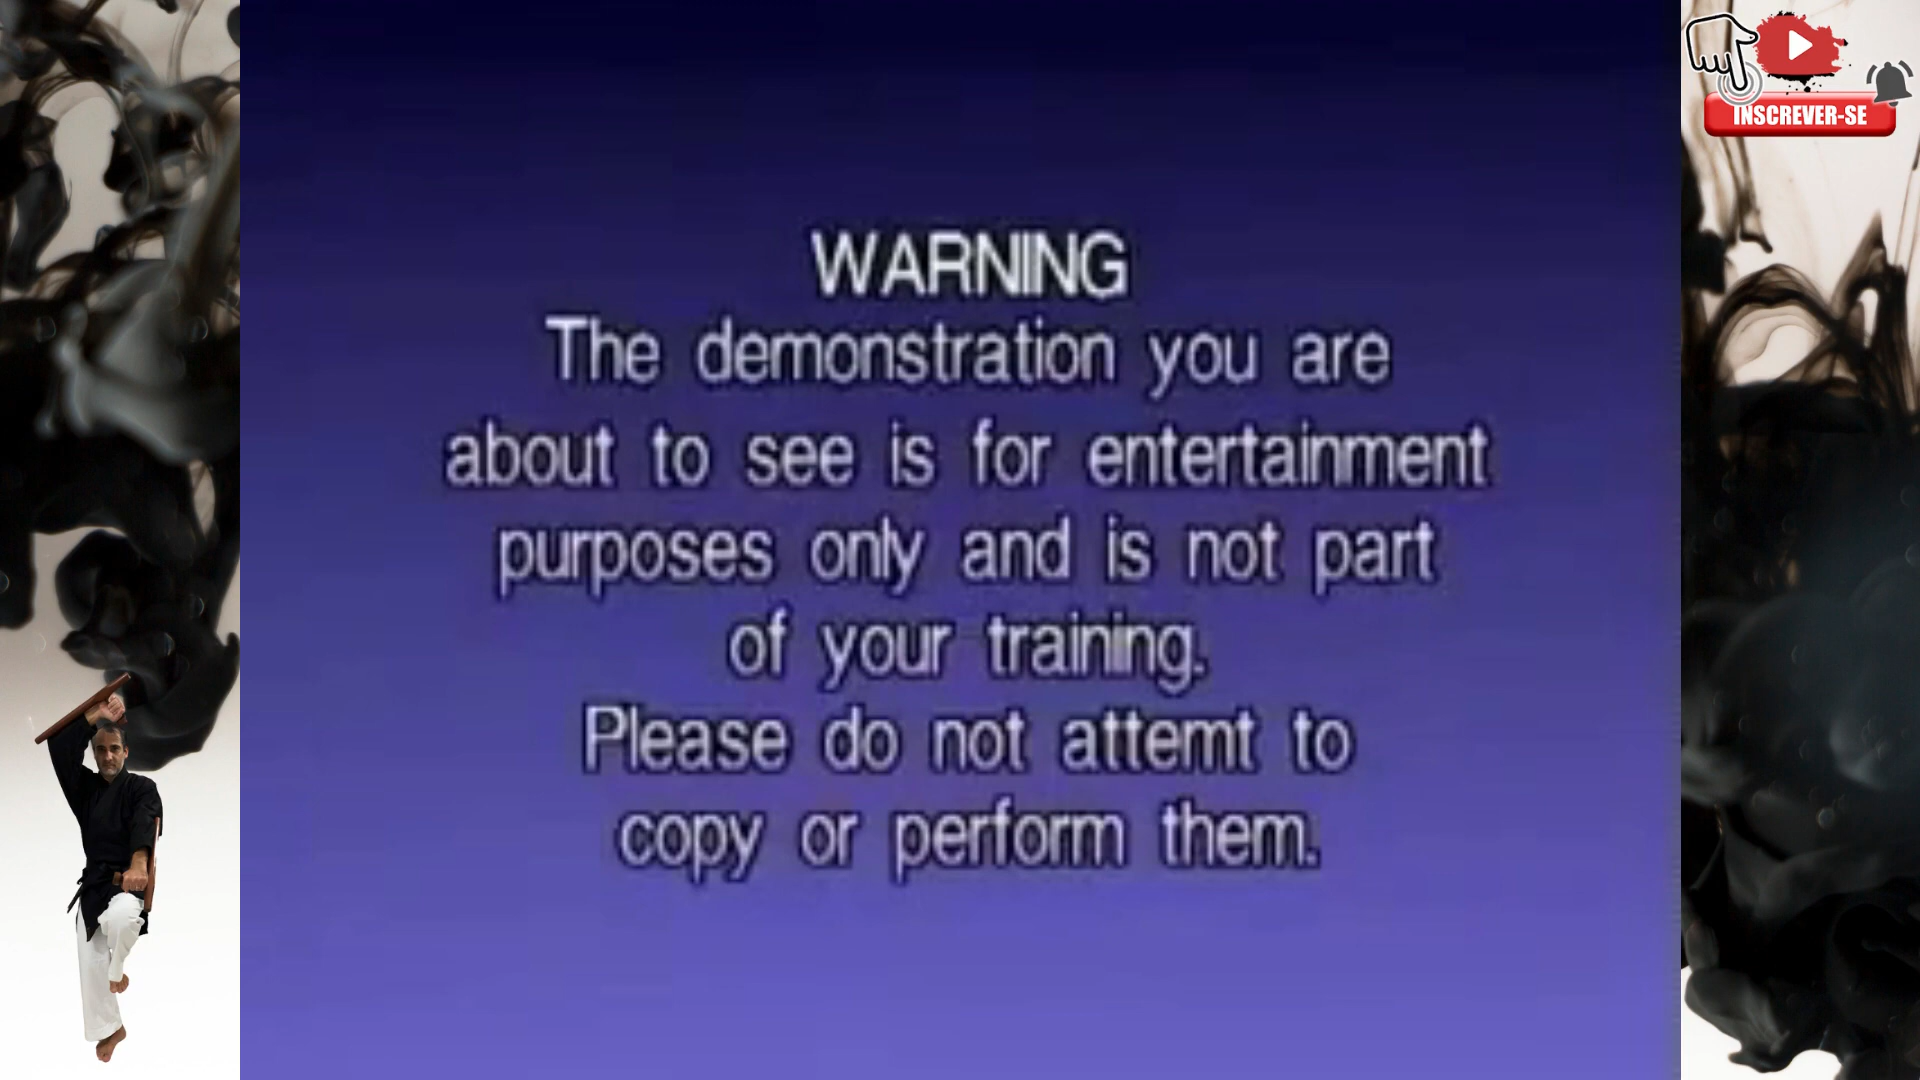 INSCREVER-SE
WARNING
The demonstration you are
about to see is for entertainment
purposes only and is not part
of your training.
Please do not attemt to
copy or perform them.